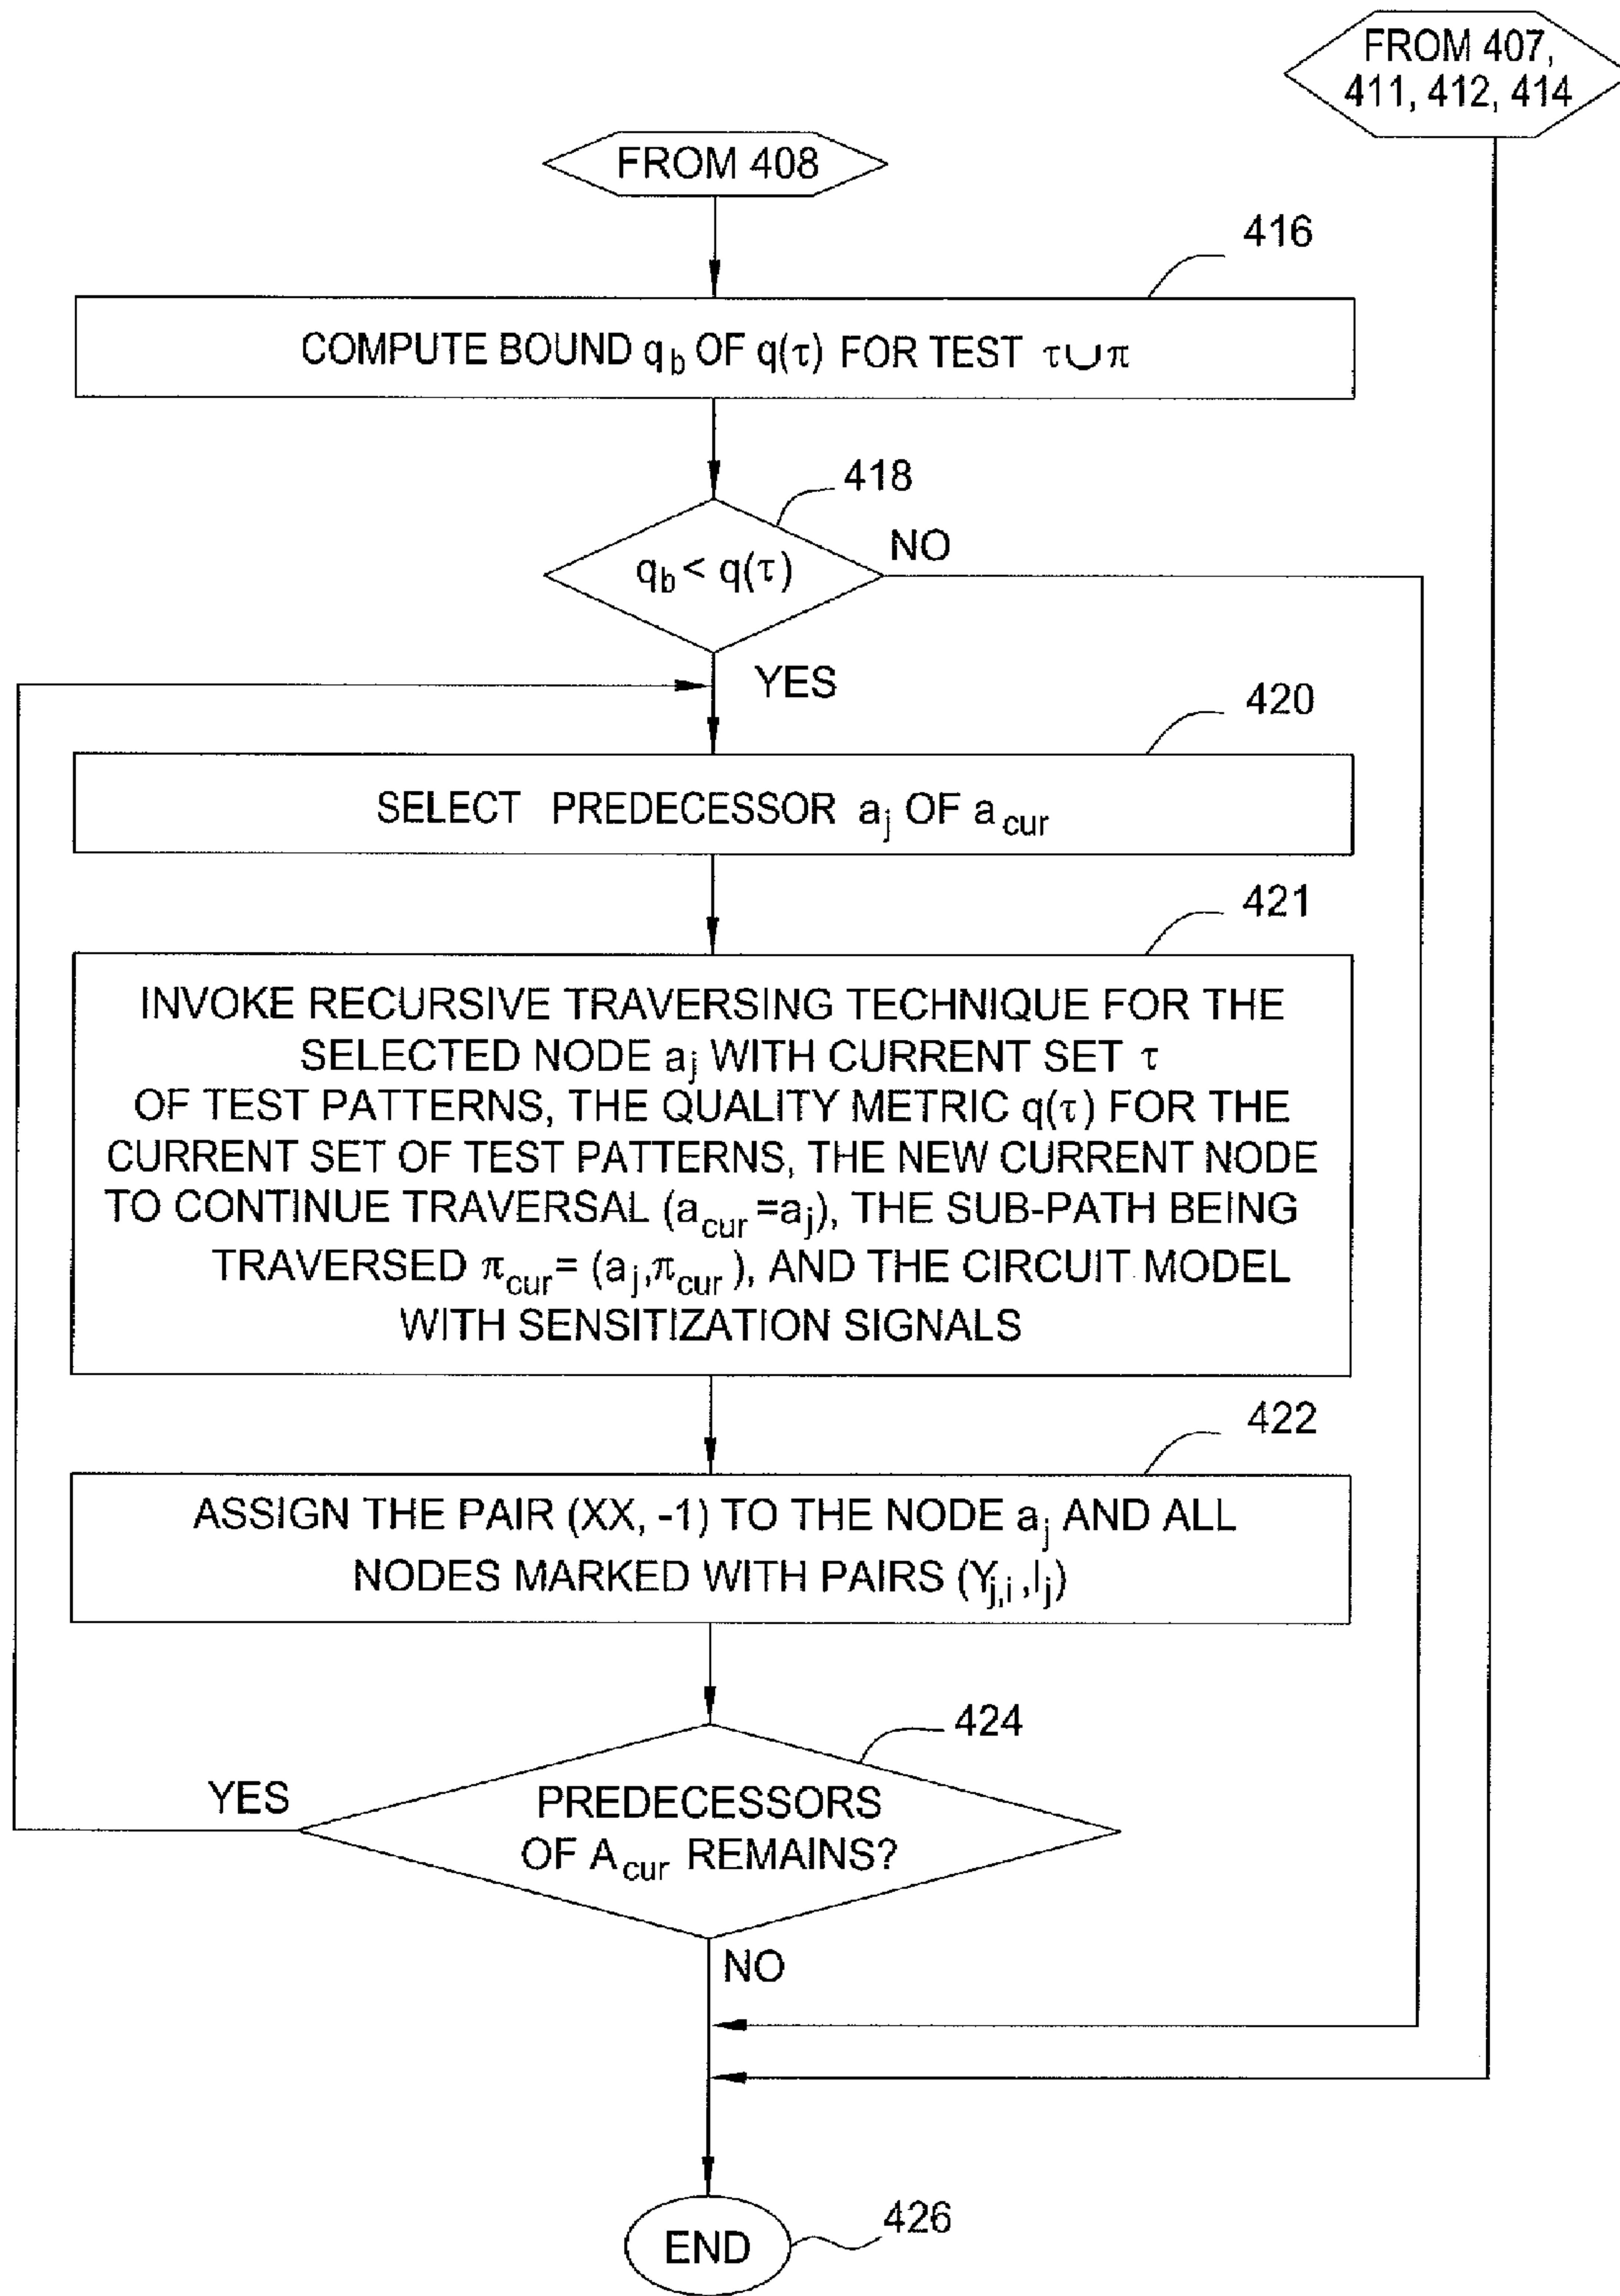 FROM 407,
411, 412, 414
FROM 408
416
COMPUTE BOUND q_b OF q(τ) FOR TEST τ∪π
418
q_b < q(τ)
NO
YES
420
SELECT PREDECESSOR a_j OF a_cur
421
INVOKE RECURSIVE TRAVERSING TECHNIQUE FOR THE
SELECTED NODE a_j WITH CURRENT SET τ
OF TEST PATTERNS, THE QUALITY METRIC q(τ) FOR THE
CURRENT SET OF TEST PATTERNS, THE NEW CURRENT NODE
TO CONTINUE TRAVERSAL (a_cur =a_j), THE SUB-PATH BEING
TRAVERSED π_cur = (a_j,π_cur), AND THE CIRCUIT MODEL
WITH SENSITIZATION SIGNALS
422
ASSIGN THE PAIR (XX, -1) TO THE NODE a_j AND ALL
NODES MARKED WITH PAIRS (Y_j,i ,l_j)
424
YES
PREDECESSORS
OF A_cur REMAINS?
NO
426
END